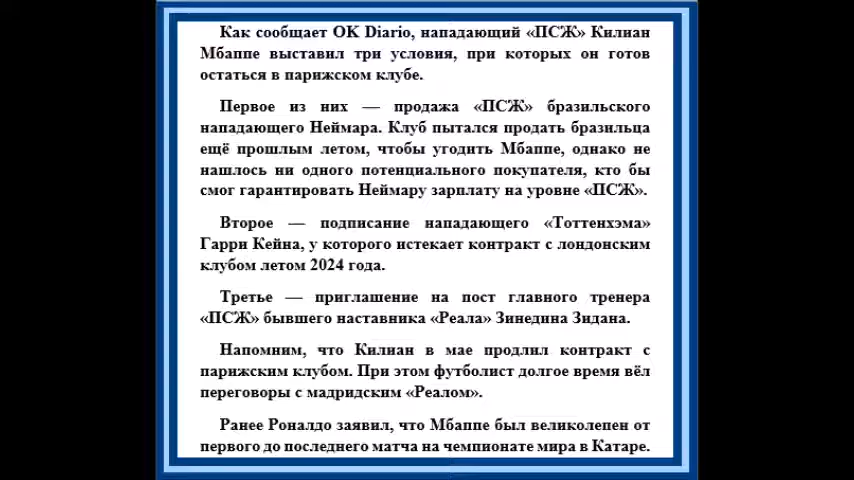 Как сообщает OK Diario, нападающий «ПСЖ» Килиан
Мбаппе выставил три условия, при которых он готов
остаться в парижском клубе.
Первое из них — продажа «ПСЖ» бразильского
нападающего Неймара. Клуб пытался продать бразильца
ещё прошлым летом, чтобы угодить Мбаппе, однако не
нашлось ни одного потенциального покупателя, кто бы
смог гарантировать Неймару зарплату на уровне «ПСЖ».
Второе — подписание нападающего «Тоттенхэма»
Гарри Кейна, у которого истекает контракт с лондонским
клубом летом 2024 года.
Третье — приглашение на пост главного тренера
«ПСЖ» бывшего наставника «Реала» Зинедина Зидана.
Напомним, что Килиан в мае продлил контракт с
парижским клубом. При этом футболист долгое время вёл
переговоры с мадридским «Реалом».
Ранее Роналдо заявил, что Мбаппе был великолепен от
первого до последнего матча на чемпионате мира в Катаре.